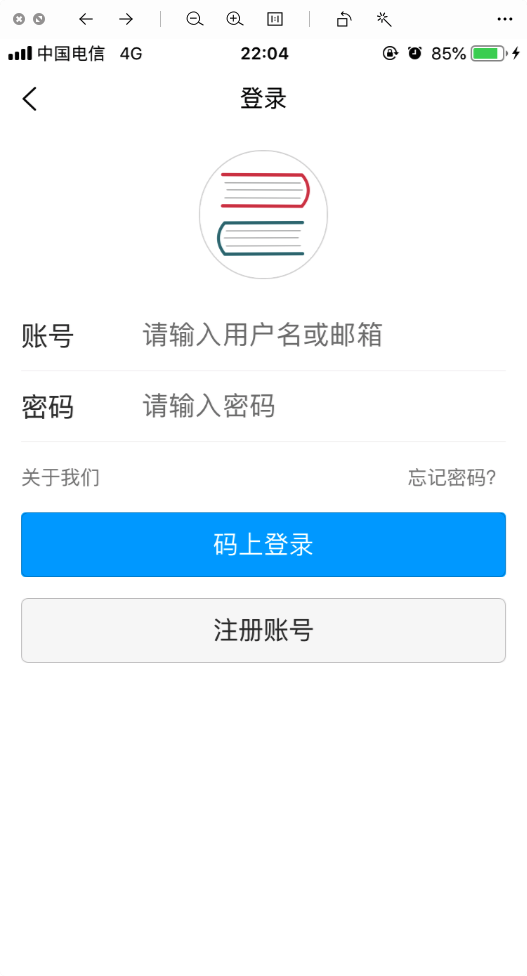 中国电信 4G 22:04 85%
登录
账号 请输入用户名或邮箱
密码 请输入密码
关于我们 忘记密码?
码上登录
注册账号